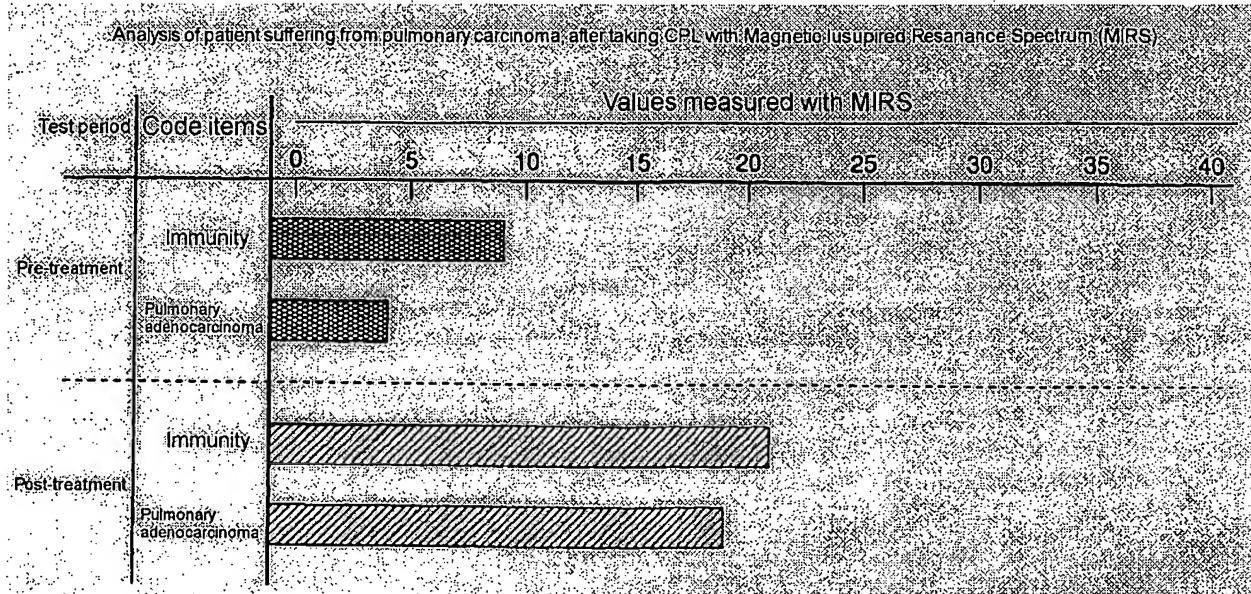 Analysis of patient suffering from pulmonary carcinoma, after taking CPL with Magnetic Iusupired Resanance Spectrum (MIRS)
Values measured with MIRS
Test period Code items
0 5 10 15 20 25 30 35 40
Immunity
Pre-treatment
Pulmonary
adenocarcinoma
Immunity
Post-treatment
Pulmonary
adenocarcinoma